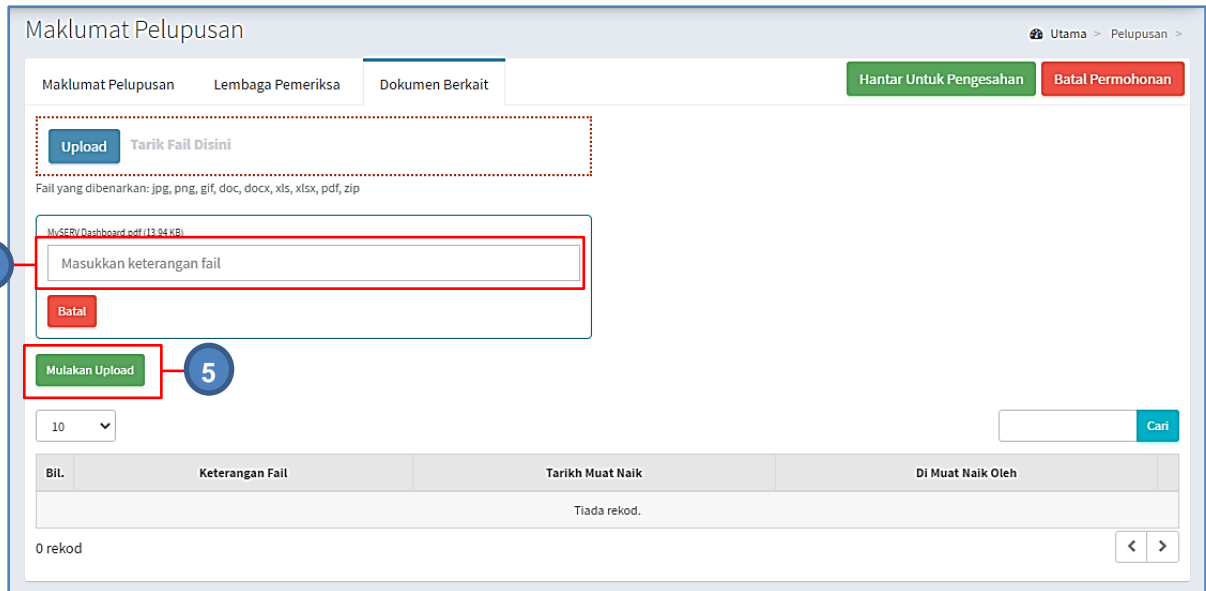 Maklumat Pelupusan
Utama > Pelupusan >
Maklumat Pelupusan Lembaga Pemeriksa Dokumen Berkait Hantar Untuk Pengesahan Batal Permohonan
Upload Tarik Fail Disini
Fail yang dibenarkan: jpg, png, gif, doc, docx, xls, xlsx, pdf, zip
MySERV Dashboard.pdf (13.94 KB)
Masukkan keterangan fail
Batal
Mulakan Upload
5
10
Cari
Bil. Keterangan Fail Tarikh Muat Naik Di Muat Naik Oleh
Tiada rekod.
0 rekod
< >